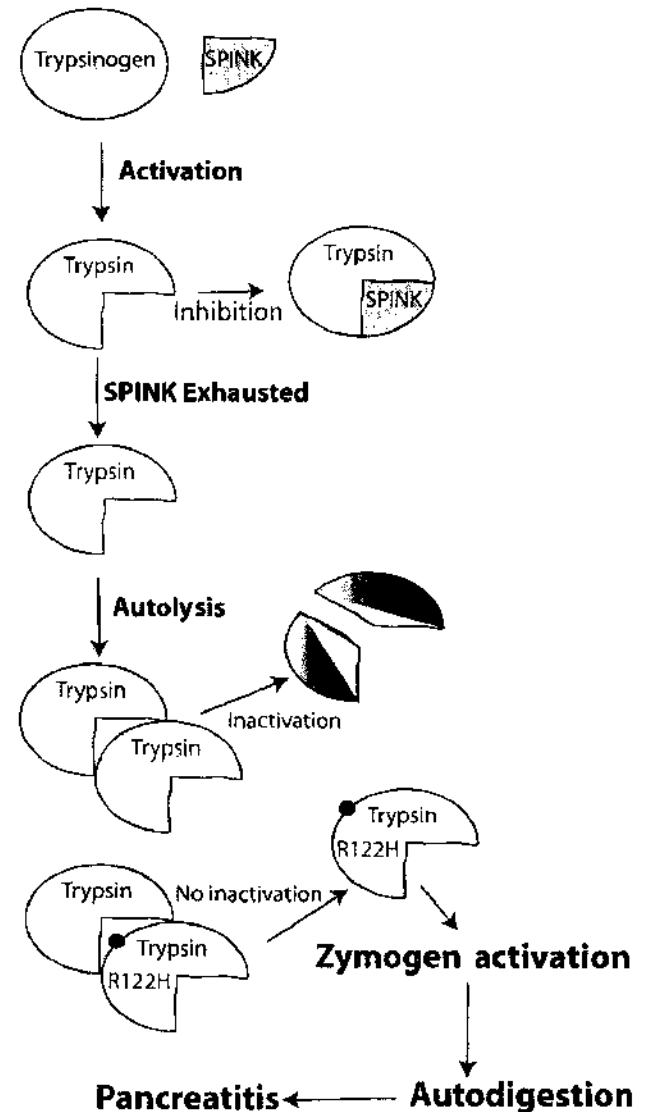 Trypsinogen
SPINK
Activation
Trypsin
Inhibition
Trypsin
SPINK
SPINK Exhausted
Trypsin
Autolysis
Trypsin
Trypsin
Inactivation
Trypsin
R122H
Trypsin
No inactivation
Trypsin
R122H
Zymogen activation
Autodigestion
Pancreatitis